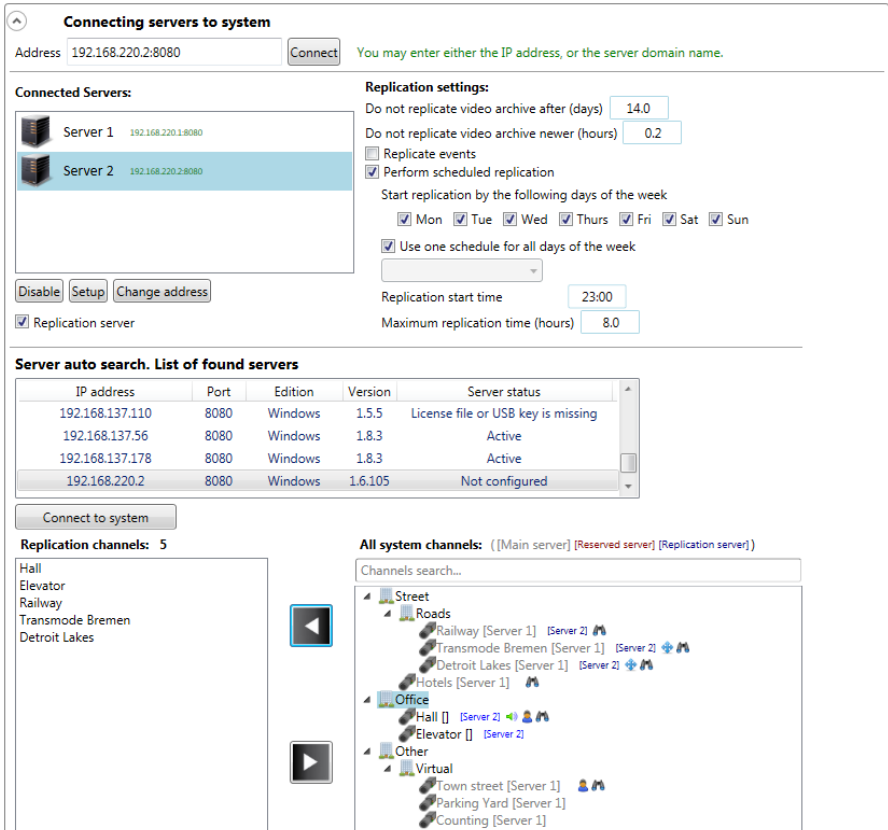 Connecting servers to system
Address 192.168.220.2:8080 Connect You may enter either the IP address, or the server domain name.
Connected Servers:
Server 1 192.168.220.1:8080
Server 2 192.168.220.2:8080
Disable Setup Change address
Replication server
Replication settings:
Do not replicate video archive after (days) 14.0
Do not replicate video archive newer (hours) 0.2
Replicate events
Perform scheduled replication
Start replication by the following days of the week
Mon Tue Wed Thurs Fri Sat Sun
Use one schedule for all days of the week
Replication start time 23:00
Maximum replication time (hours) 8.0
Server auto search. List of found servers
IP address Port Edition Version Server status
192.168.137.110 8080 Windows 1.5.5 License file or USB key is missing
192.168.137.56 8080 Windows 1.8.3 Active
192.168.137.178 8080 Windows 1.8.3 Active
192.168.220.2 8080 Windows 1.6.105 Not configured
Connect to system
Replication channels: 5
Hall
Elevator
Railway
Transmode Bremen
Detroit Lakes
All system channels: ( [Main server] [Reserved server] [Replication server] )
Channels search...
Street
Roads
Railway [Server 1] [Server 2]
Transmode Bremen [Server 1] [Server 2]
Detroit Lakes [Server 1] [Server 2]
Hotels [Server 1]
Office
Hall [] [Server 2]
Elevator [] [Server 2]
Other
Virtual
Town street [Server 1]
Parking Yard [Server 1]
Counting [Server 1]